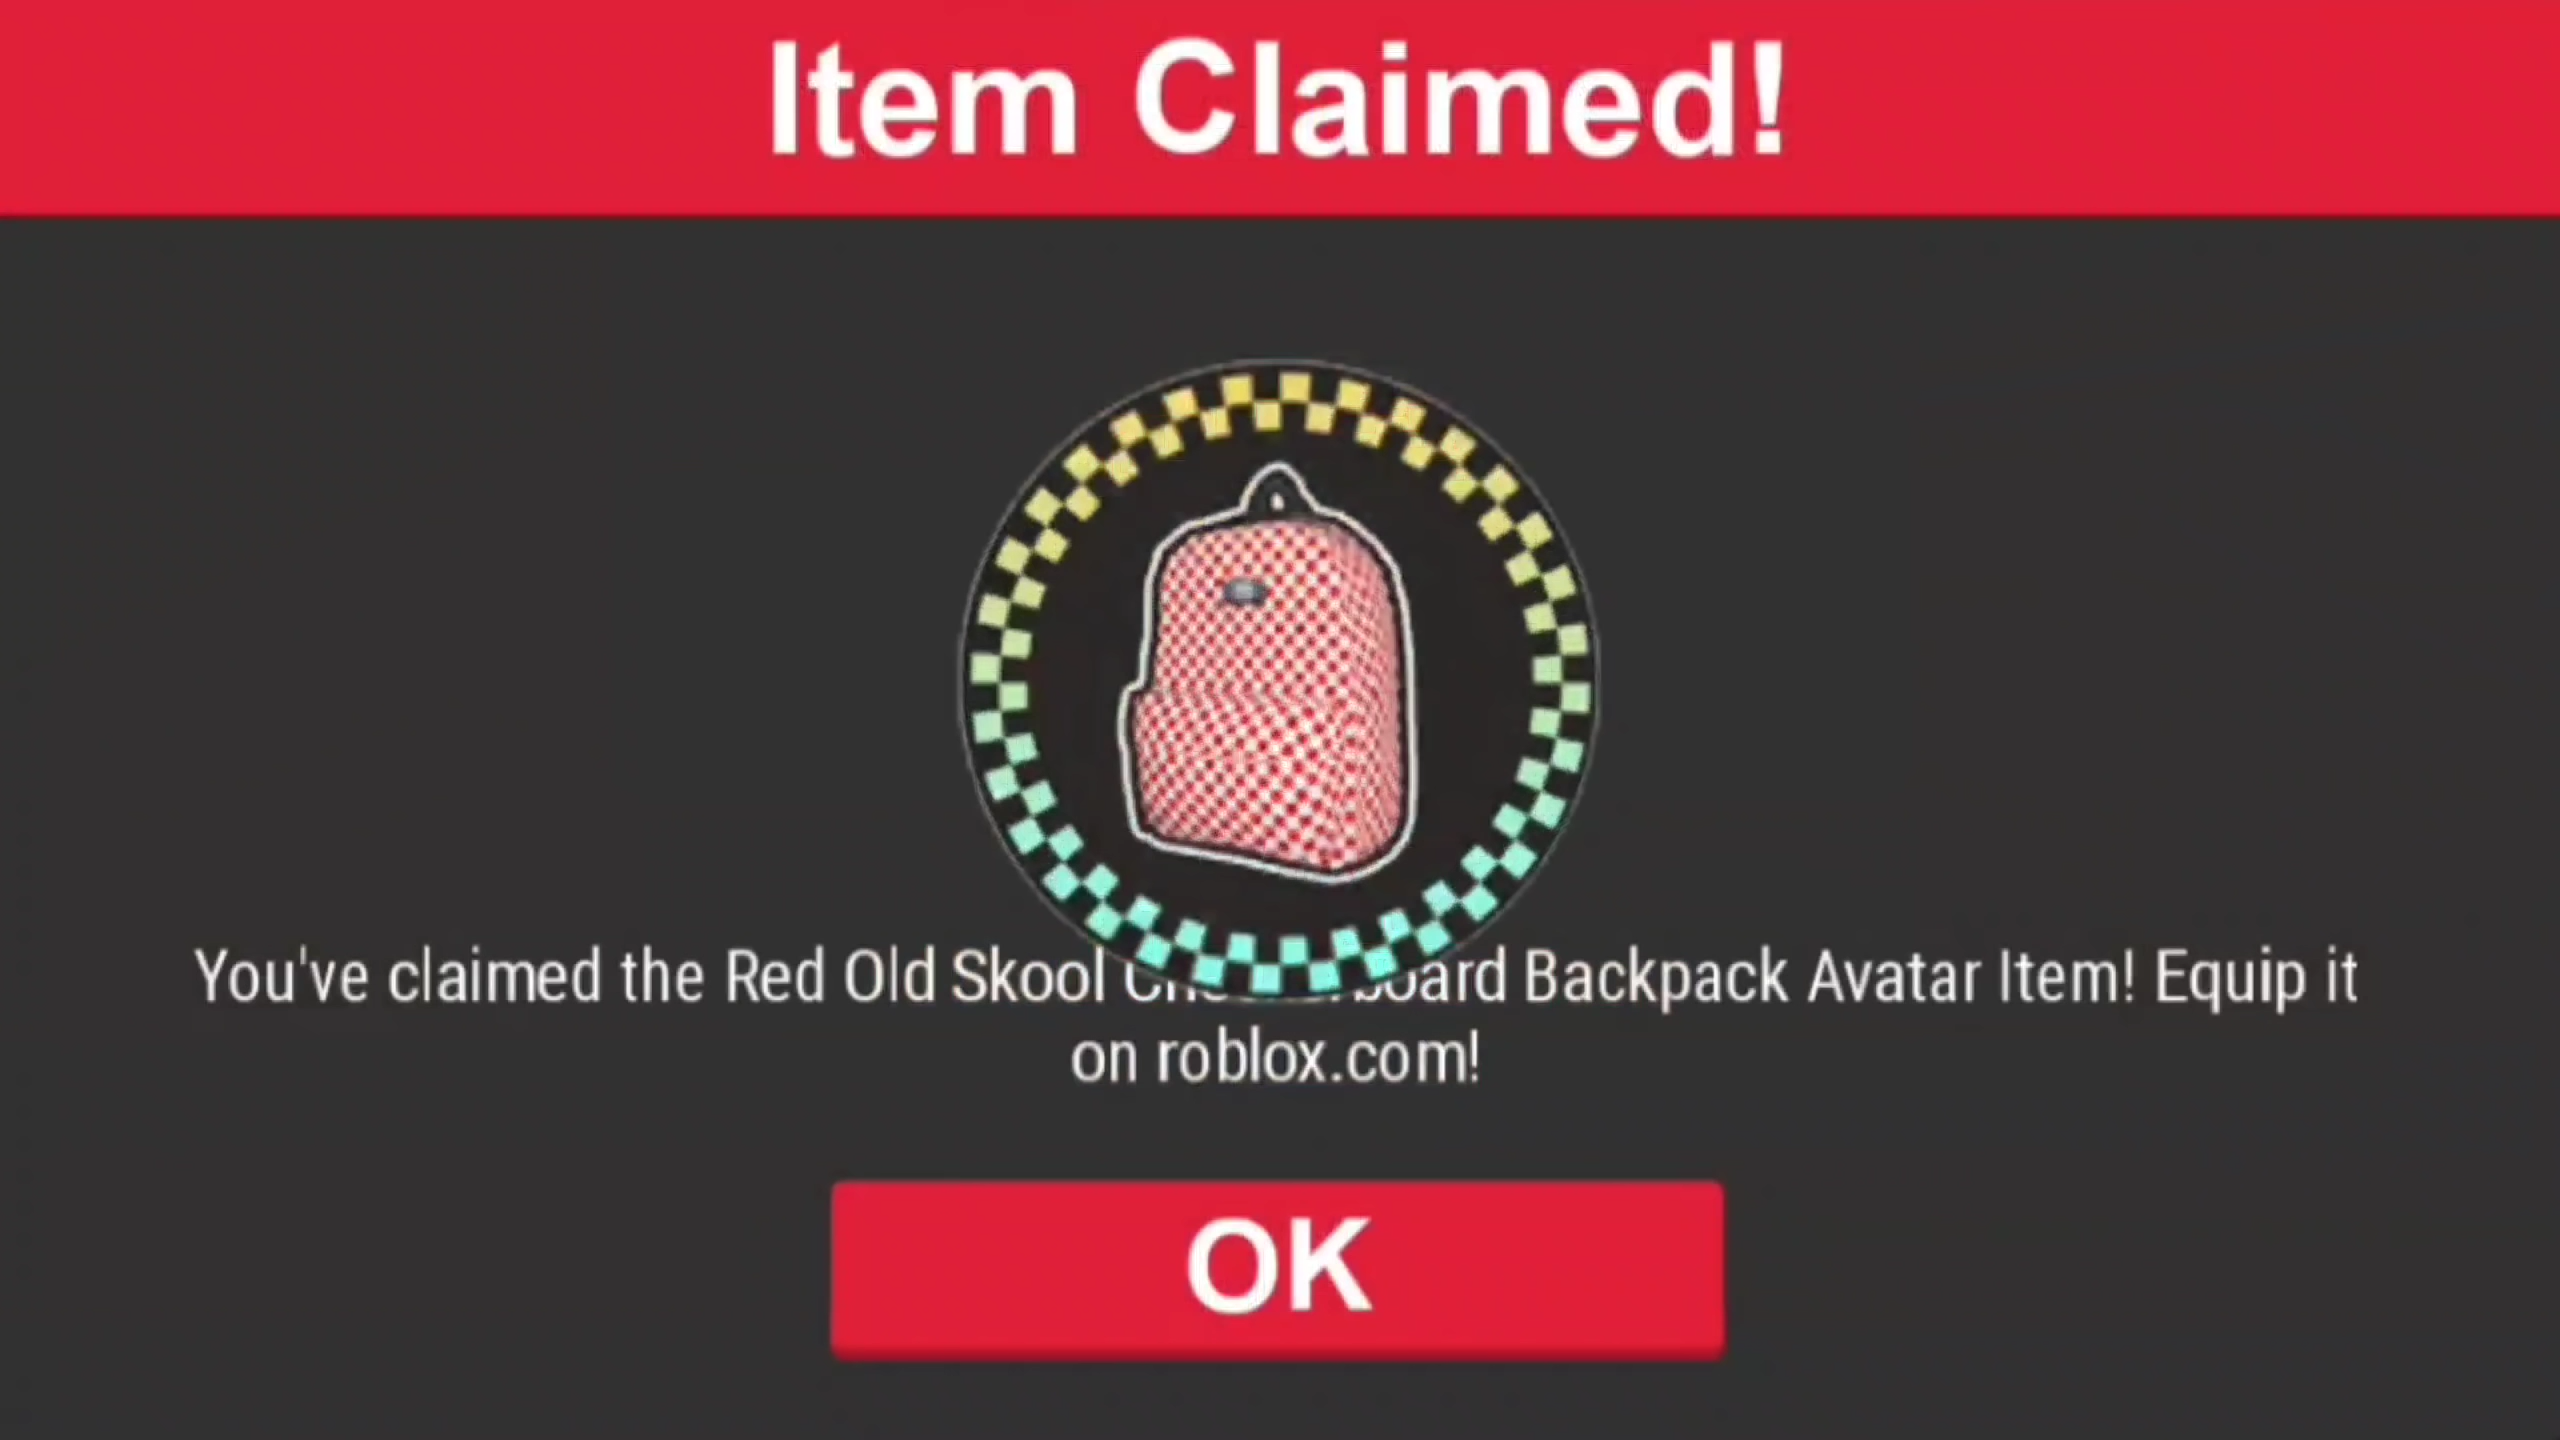 Item Claimed!
You've claimed the Red Old Skool Backpack Avatar Item! Equip it
on roblox.com!
OK